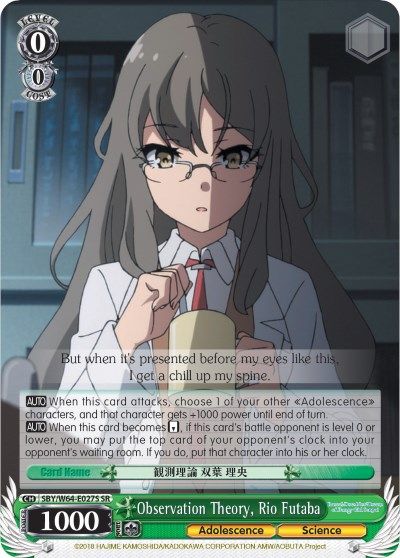 LEVEL
0
0
COST
But when it's presented before my eyes like this,
I get a chill up my spine.
AUTO When this card attacks, choose 1 of your other «Adolescence»
characters, and that character gets +1000 power until end of turn.
AUTO When this card becomes, if this card's battle opponent is level 0 or
lower, you may put the top card of your opponent's clock into your
opponent's waiting room. If you do, put that character into his or her clock.
Card Name
観測理論 双葉 理央
CH SBY/W64-E027S SR
POWER
1000
Observation Theory, Rio Futaba
Adolescence
Science
©2018 HAJIME KAMOSHIDA/KADOKAWA CORPORATION AMW/AOBUTA Project